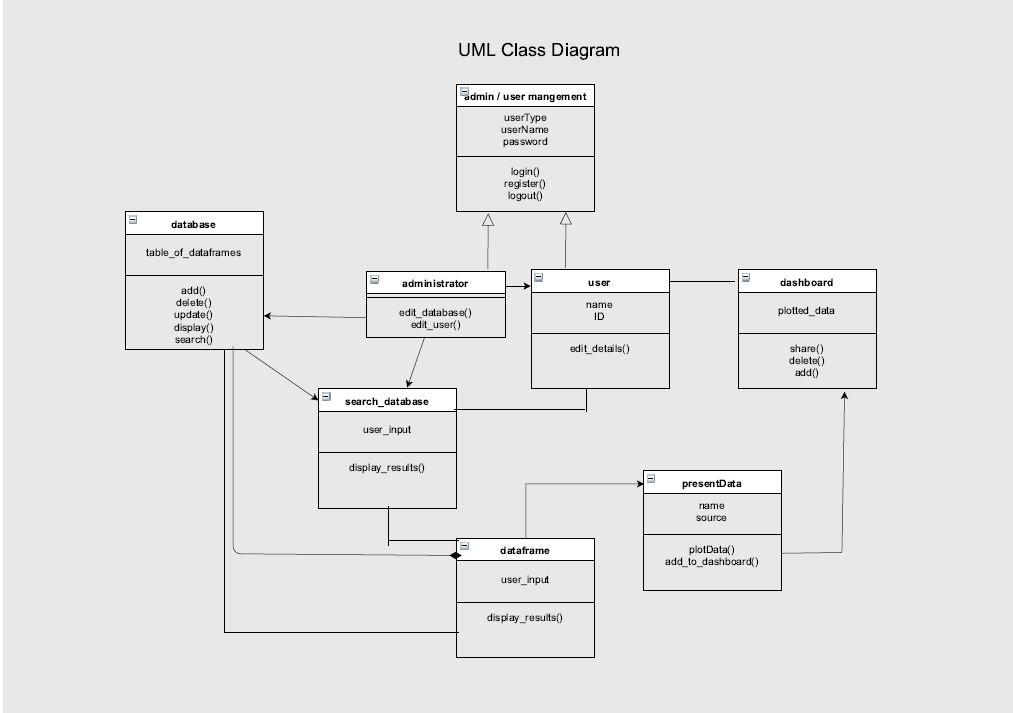 UML Class Diagram
admin / user mangement
userType
userName
password
login()
register()
logout()
database
table_of_dataframes
add()
delete()
update()
display()
search()
administrator
edit_database()
edit_user()
user
name
ID
edit_details()
dashboard
plotted_data
share()
delete()
add()
search_database
user_input
display_results()
presentData
name
source
plotData()
add_to_dashboard()
dataframe
user_input
display_results()